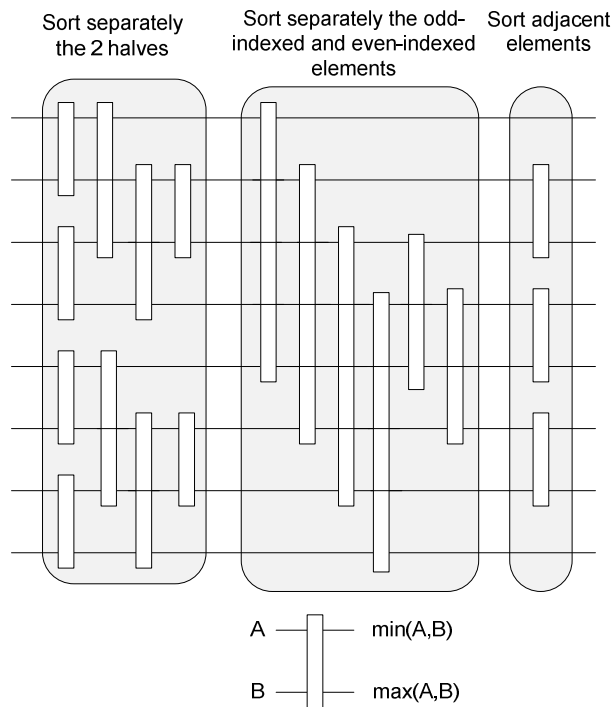 Sort separately
the 2 halves
Sort separately the odd-
indexed and even-indexed
elements
Sort adjacent
elements
A
min(A,B)
B
max(A,B)